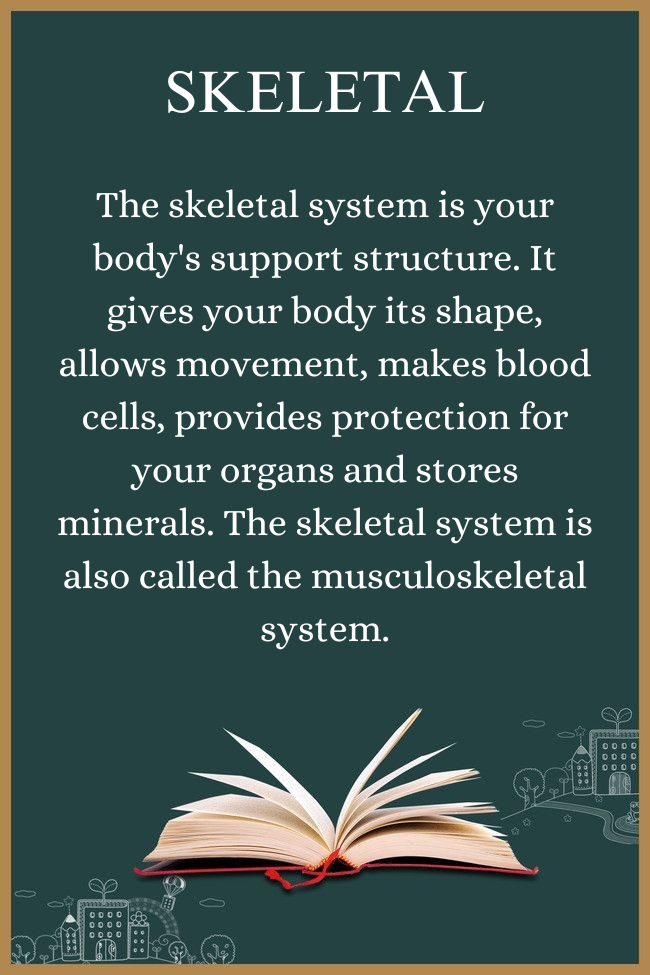 SKELETAL
The skeletal system is your
body's support structure. It
gives your body its shape,
allows movement, makes blood
cells, provides protection for
your organs and stores
minerals. The skeletal system is
also called the musculoskeletal
system.